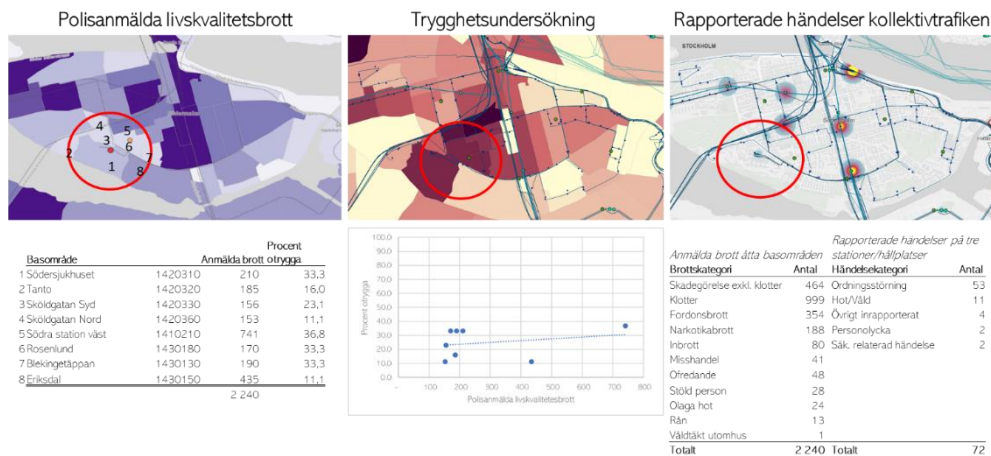 Polisanmälda livskvalitetsbrott
Trygghetsundersökning
Rapporterade händelser kollektivtrafiken
STOCKHOLM
4
5
3
6
2
7
1
8
Basområde Anmälda brott Procent otrygga
1 Södersjukhuset 1420310 210 33,3
2 Tanto 1420320 185 16,0
3 Sköldgatan Syd 1420330 156 23,1
4 Sköldgatan Nord 1420360 153 11,1
5 Södra station väst 1410210 741 36,8
6 Rosenlund 1430180 170 33,3
7 Blekingetäppan 1430130 190 33,3
8 Eriksdal 1430150 435 11,1
2 240
Procent otrygga
100,0
90,0
80,0
70,0
60,0
50,0
40,0
30,0
20,0
10,0
0,0
- 100 200 300 400 500 600 700 800
Polisanmälda livskvalitetsbrott
Anmälda brott åtta basområden
Brottskategori Antal
Skadegörelse exkl. klotter 464
Klotter 999
Fordonsbrott 354
Narkotikabrott 188
Inbrott 80
Misshandel 41
Ofredande 48
Stöld person 28
Olaga hot 24
Rån 13
Våldtäkt utomhus 1
Totalt 2 240
Rapporterade händelser på tre
stationer/hållplatser
Händelsekategori Antal
Ordningsstörning 53
Hot/Våld 11
Övrigt inrapporterat 4
Personolycka 2
Säk. relaterad händelse 2
Totalt 72